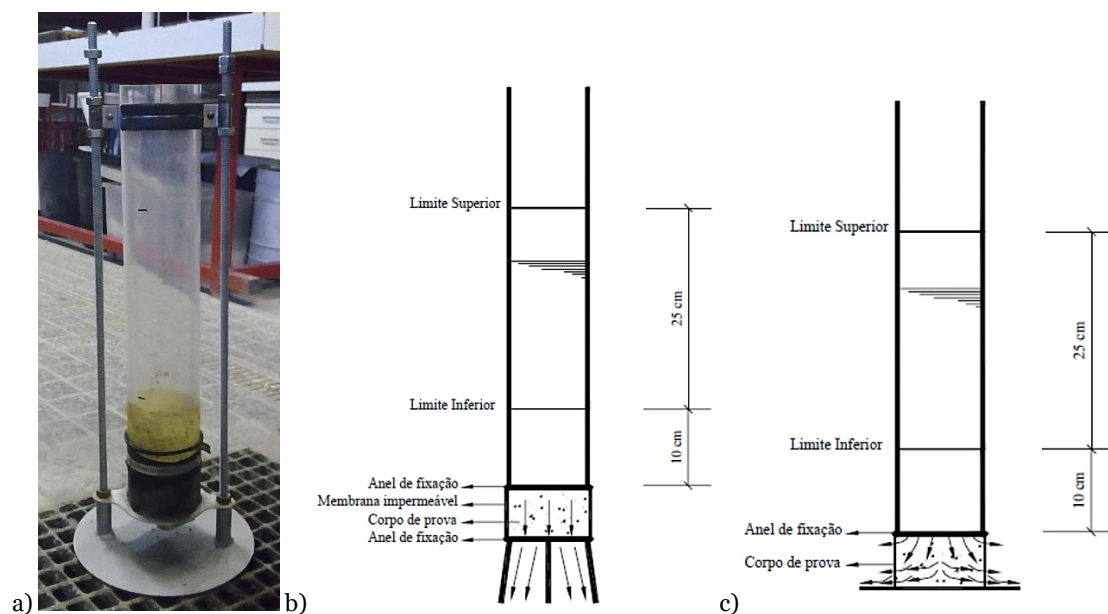 a)
b)
Limite Superior
25 cm
Limite Inferior
10 cm
Anel de fixação
Membrana impermeável
Corpo de prova
Anel de fixação
c)
Limite Superior
25 cm
Limite Inferior
10 cm
Anel de fixação
Corpo de prova